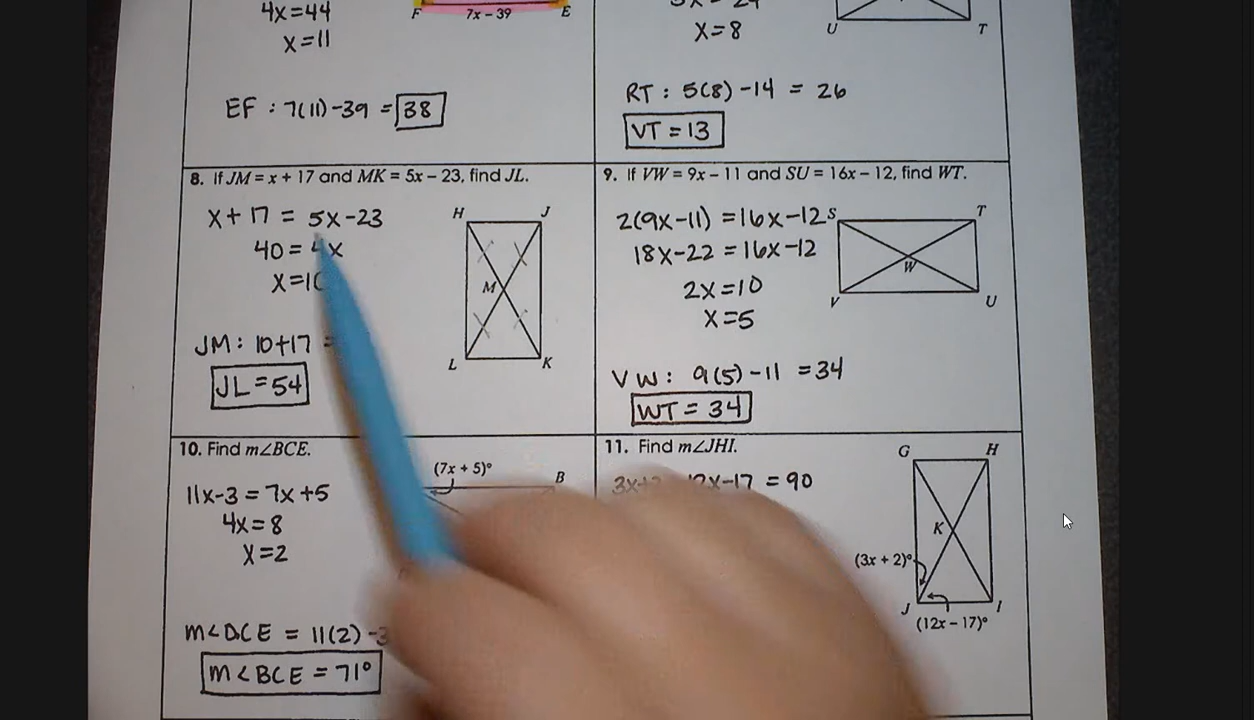 4x=44
x=11
F
7x – 39
E
EF : 7(11)-39 = 38
x=8
U
T
RT : 5(8) -14 = 26
VT = 13
8. If JM = x + 17 and MK = 5x – 23, find JL.
x+17 = 5x-23
40 = 4x
x=10
JM: 10+17 =
JL = 54
H
J
M
L
K
9. If VW = 9x – 11 and SU = 16x – 12, find WT.
2(9x-11) = 16x-12
18x-22 = 16x-12
2x=10
x=5
VW: 9(5)-11 = 34
WT = 34
S
T
W
V
U
10. Find m∠BCE.
11x-3 = 7x+5
4x=8
x=2
m<DCE = 11(2) -3
m<BCE = 71°
(7x + 5)°
B
11. Find m∠JHI.
12x-17 = 90
G
H
K
(3x + 2)°
J
I
(12x – 17)°